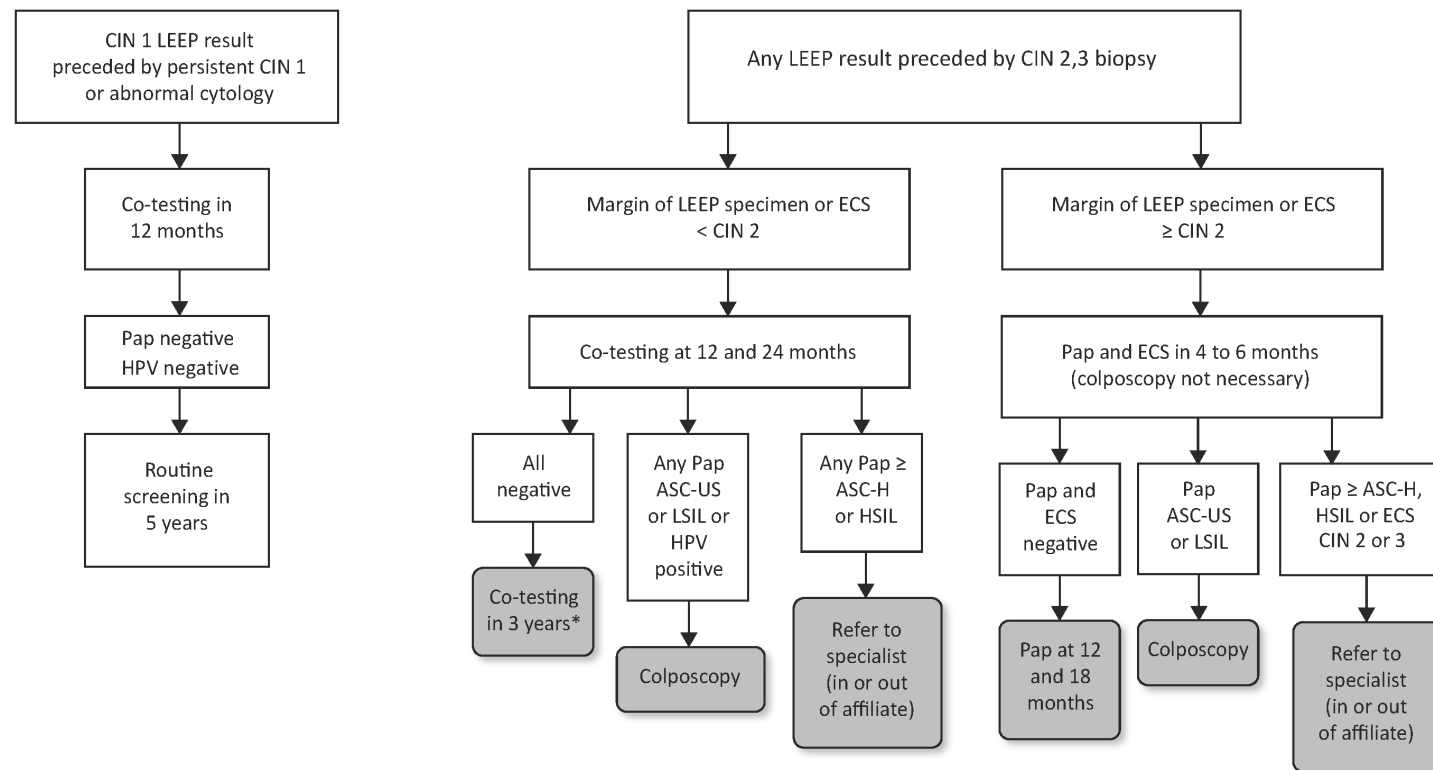 CIN 1 LEEP result
preceded by persistent CIN 1
or abnormal cytology
Co-testing in
12 months
Pap negative
HPV negative
Routine
screening in
5 years
Any LEEP result preceded by CIN 2,3 biopsy
Margin of LEEP specimen or ECS
< CIN 2
Co-testing at 12 and 24 months
All
negative
Co-testing
in 3 years*
Any Pap
ASC-US
or LSIL or
HPV
positive
Colposcopy
Any Pap ≥
ASC-H
or HSIL
Refer to
specialist
(in or out
of affiliate)
Margin of LEEP specimen or ECS
≥ CIN 2
Pap and ECS in 4 to 6 months
(colposcopy not necessary)
Pap and
ECS
negative
Pap at 12
and 18
months
Pap
ASC-US
or LSIL
Colposcopy
Pap ≥ ASC-H,
HSIL or ECS
CIN 2 or 3
Refer to
specialist
(in or out
of affiliate)